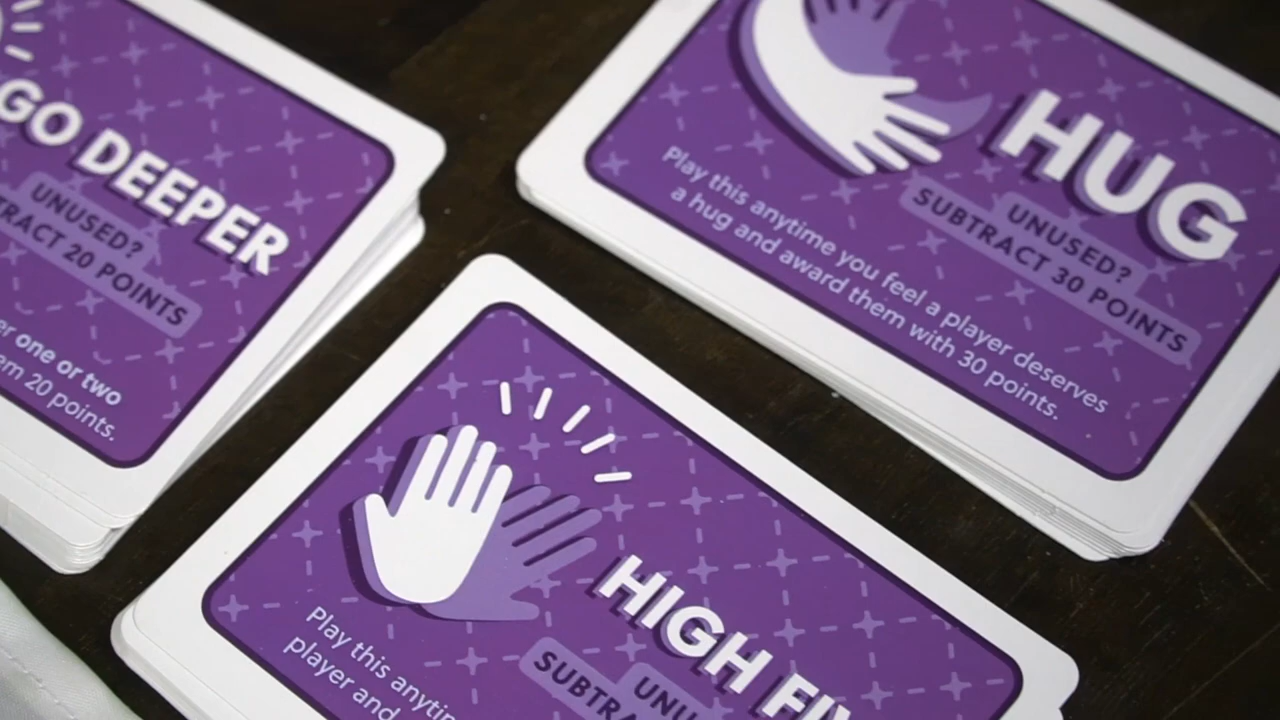 GO DEEPER
UNUSED?
SUBTRACT 20 POINTS
one or two
20 points.
HUG
UNUSED?
SUBTRACT 30 POINTS
Play this anytime you feel a player deserves
a hug and award them with 30 points.
HIGH
Play this
player and